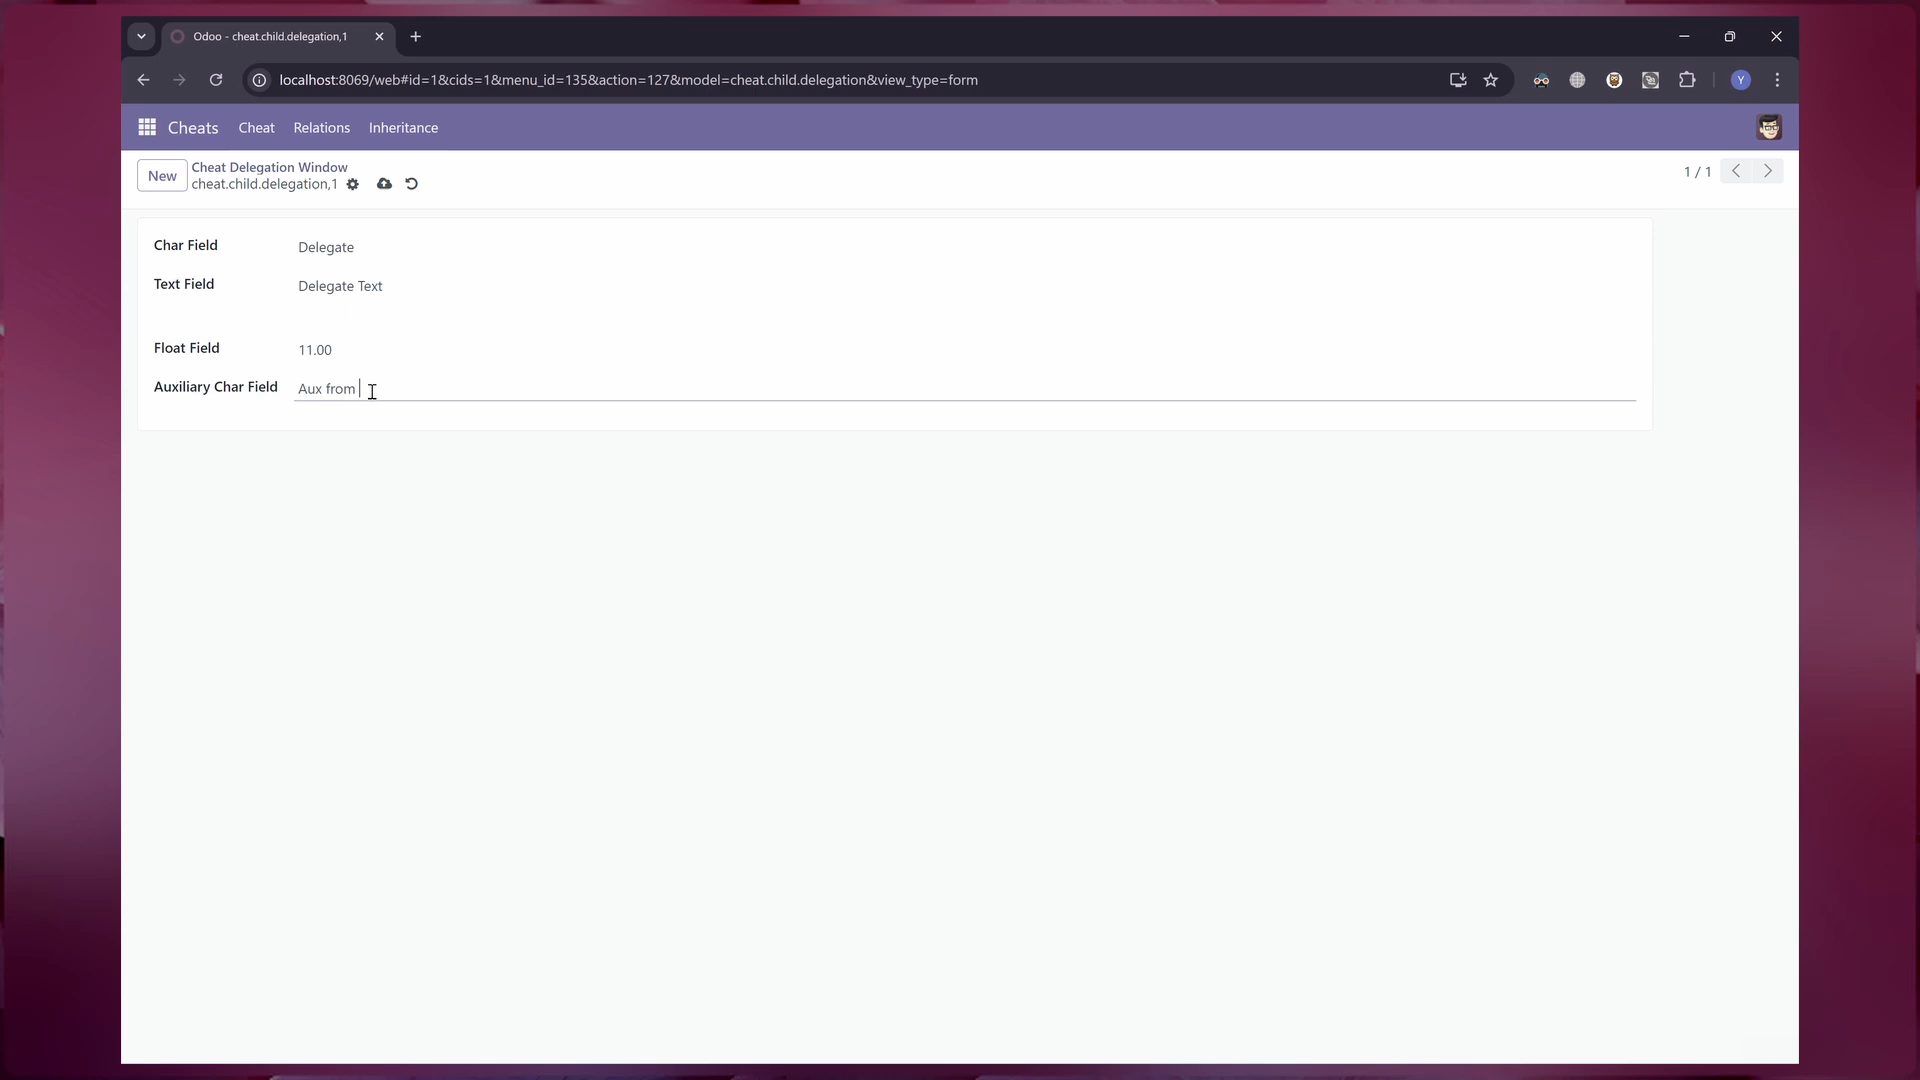 Odoo - cheat.child.delegation,1
localhost:8069/web#id=1&cids=1&menu_id=135&action=127&model=cheat.child.delegation&view_type=form
Y
Cheats Cheat Relations Inheritance
New
Cheat Delegation Window
cheat.child.delegation,1
1 / 1
Char Field Delegate
Text Field Delegate Text
Float Field 11.00
Auxiliary Char Field Aux from